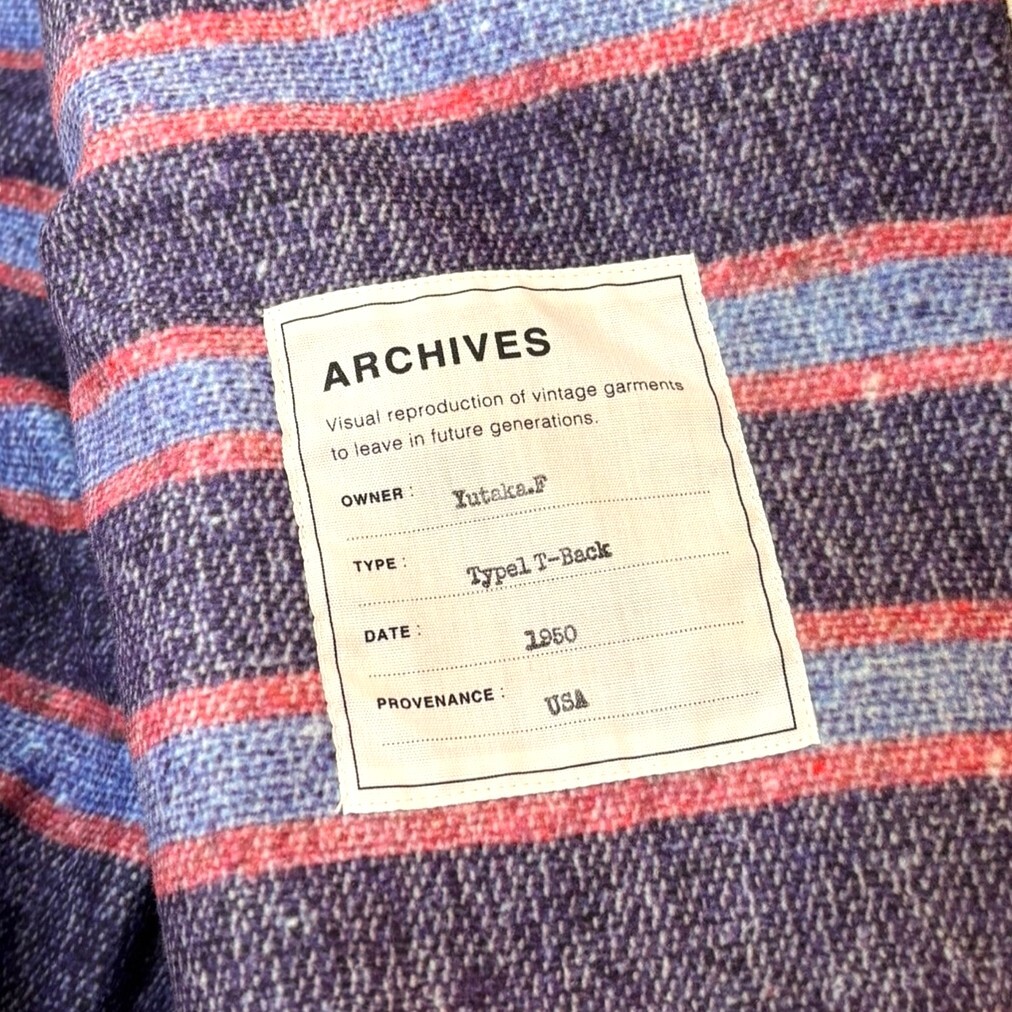 ARCHIVES
Visual reproduction of vintage garments
to leave in future generations.
OWNER : Yutaka.F
TYPE : Type1 T-Back
DATE : 1950
PROVENANCE : USA